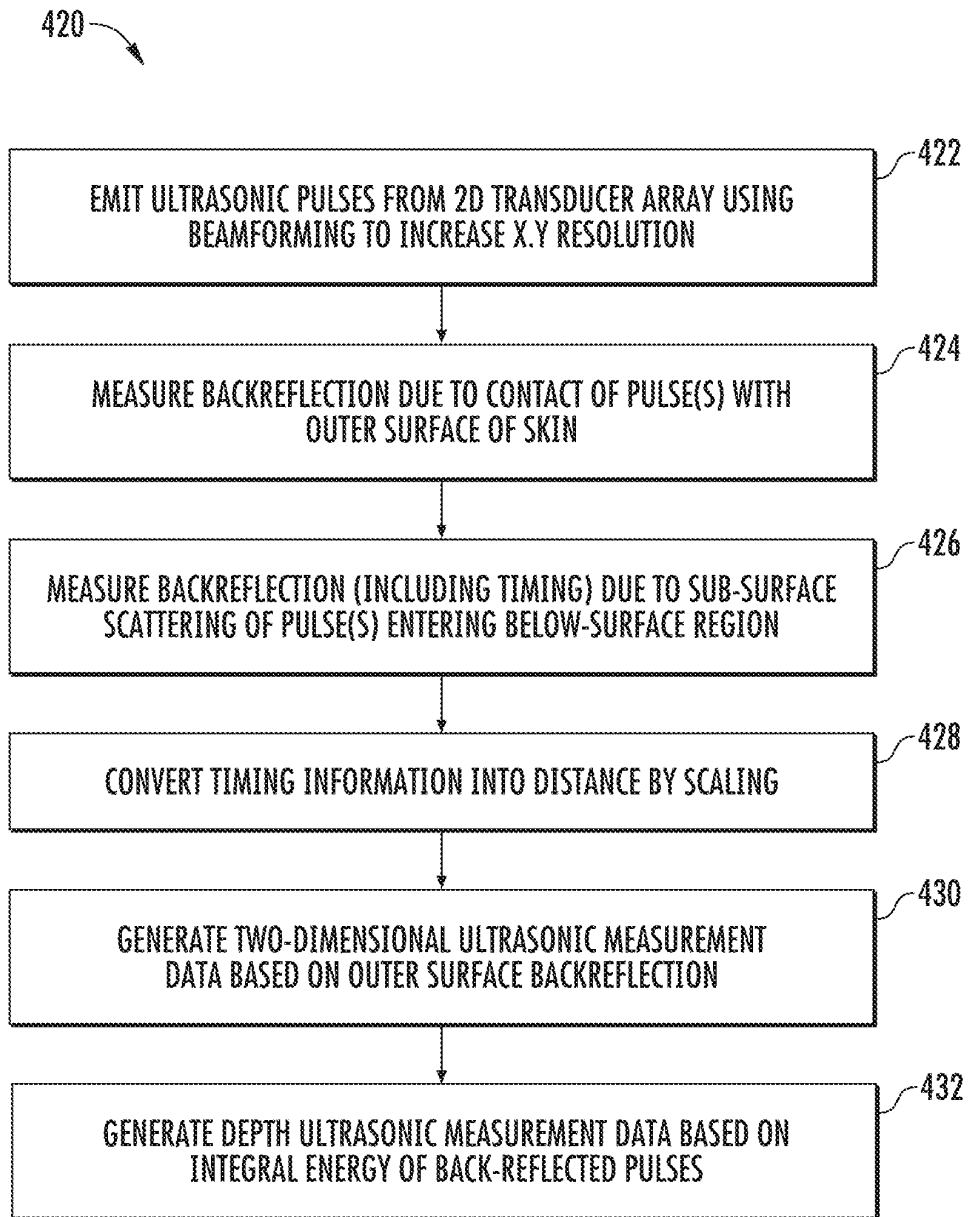 420
422
EMIT ULTRASONIC PULSES FROM 2D TRANSDUCER ARRAY USING
BEAMFORMING TO INCREASE X.Y RESOLUTION
424
MEASURE BACKREFLECTION DUE TO CONTACT OF PULSE(S) WITH
OUTER SURFACE OF SKIN
426
MEASURE BACKREFLECTION (INCLUDING TIMING) DUE TO SUB-SURFACE
SCATTERING OF PULSE(S) ENTERING BELOW-SURFACE REGION
428
CONVERT TIMING INFORMATION INTO DISTANCE BY SCALING
430
GENERATE TWO-DIMENSIONAL ULTRASONIC MEASUREMENT
DATA BASED ON OUTER SURFACE BACKREFLECTION
432
GENERATE DEPTH ULTRASONIC MEASUREMENT DATA BASED ON
INTEGRAL ENERGY OF BACK-REFLECTED PULSES